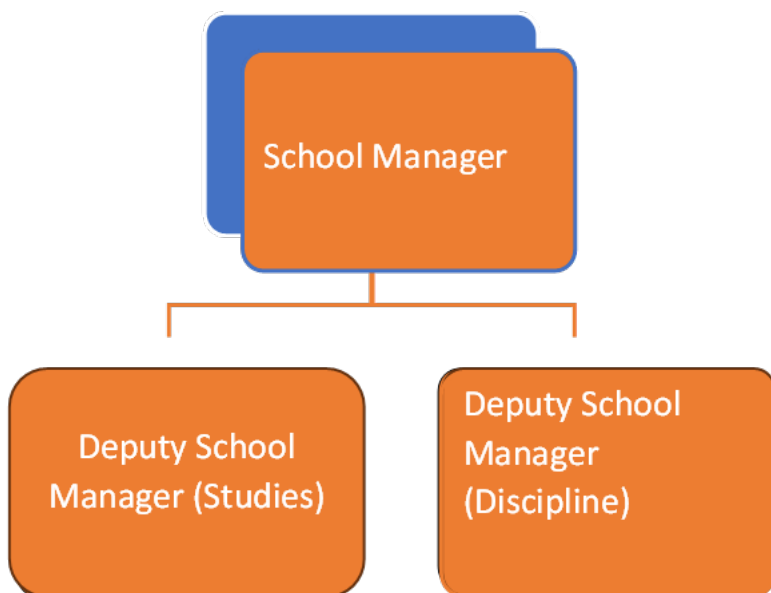 School Manager
Deputy School
Manager (Studies)
Deputy School
Manager
(Discipline)